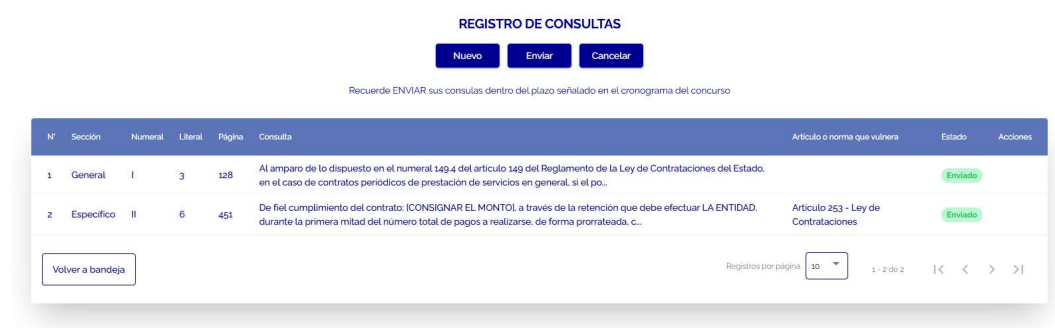 REGISTRO DE CONSULTAS
Nuevo Enviar Cancelar
Recuerde ENVIAR sus consulas dentro del plazo señalado en el cronograma del concurso
N° Sección Numeral Literal Página Consulta Artículo o norma que vulnera Estado Acciones
1 General I 3 128 Al amparo de lo dispuesto en el numeral 149.4 del artículo 149 del Reglamento de la Ley de Contrataciones del Estado, Enviado
en el caso de contratos periódicos de prestación de servicios en general, si el po...
2 Específico II 6 451 De fiel cumplimiento del contrato: [CONSIGNAR EL MONTO], a través de la retención que debe efectuar LA ENTIDAD, Artículo 253 - Ley de Enviado
durante la primera mitad del número total de pagos a realizarse, de forma prorrateada, c... Contrataciones
Volver a bandeja Registros por página 10 1 - 2 de 2